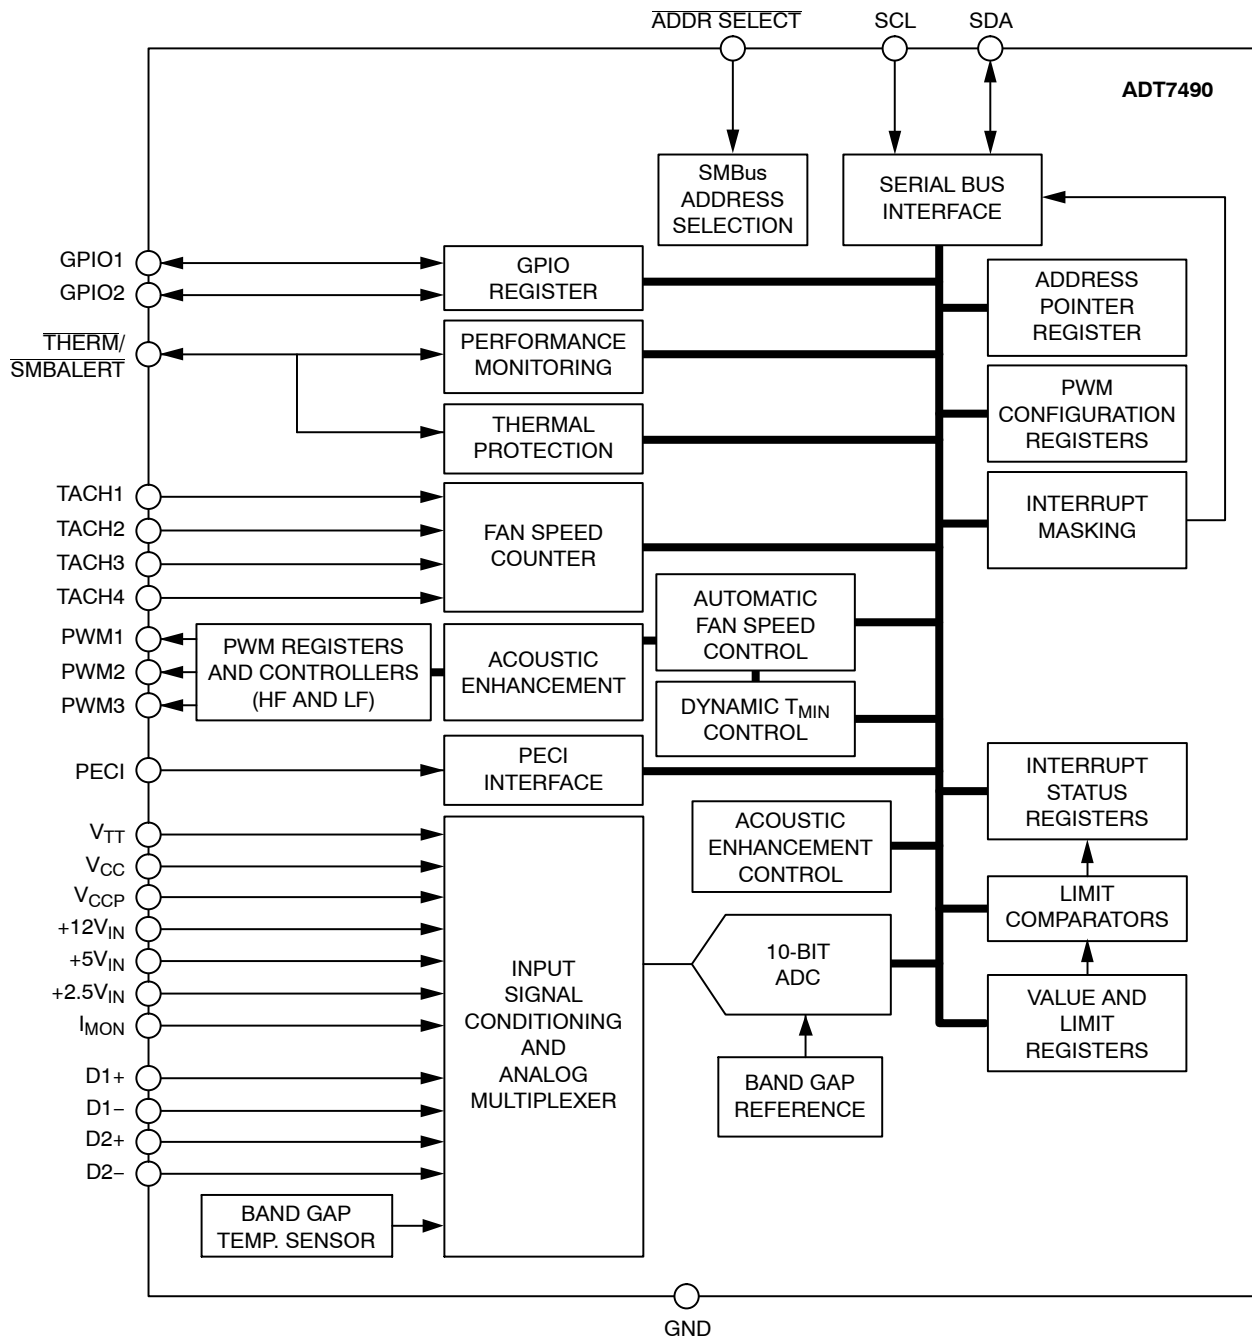 ADDR SELECT
SCL
SDA
ADT7490
SMBus
ADDRESS
SELECTION
SERIAL BUS
INTERFACE
GPIO1
GPIO2
GPIO
REGISTER
ADDRESS
POINTER
REGISTER
THERM/
SMBALERT
PERFORMANCE
MONITORING
PWM
CONFIGURATION
REGISTERS
THERMAL
PROTECTION
TACH1
TACH2
TACH3
TACH4
FAN SPEED
COUNTER
INTERRUPT
MASKING
AUTOMATIC
FAN SPEED
CONTROL
PWM1
PWM2
PWM3
PWM REGISTERS
AND CONTROLLERS
(HF AND LF)
ACOUSTIC
ENHANCEMENT
DYNAMIC TMIN
CONTROL
PECI
PECI
INTERFACE
INTERRUPT
STATUS
REGISTERS
VTT
VCC
VCCP
+12VIN
+5VIN
+2.5VIN
IMON
D1+
D1−
D2+
D2−
INPUT
SIGNAL
CONDITIONING
AND
ANALOG
MULTIPLEXER
ACOUSTIC
ENHANCEMENT
CONTROL
LIMIT
COMPARATORS
10-BIT
ADC
VALUE AND
LIMIT
REGISTERS
BAND GAP
REFERENCE
BAND GAP
TEMP. SENSOR
GND